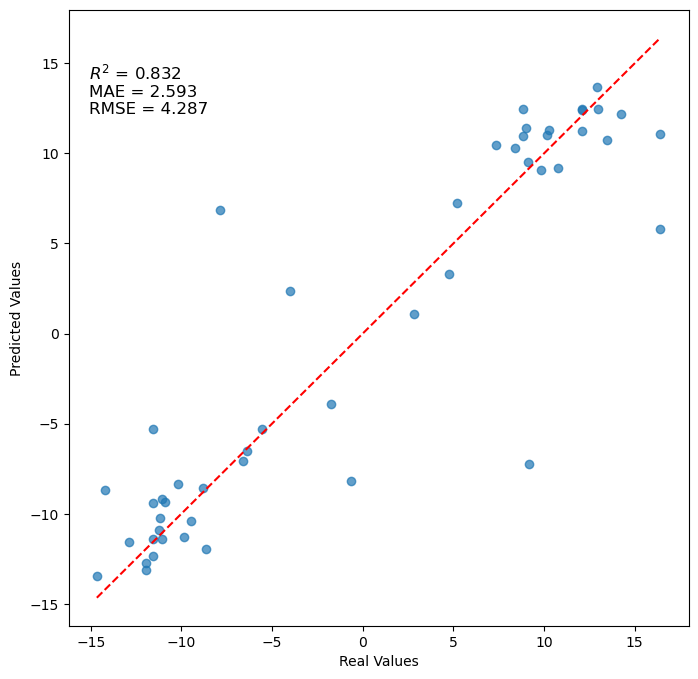 R² = 0.832
MAE = 2.593
RMSE = 4.287
Predicted Values
15
10
5
0
−5
−10
−15
−15 −10 −5 0 5 10 15
Real Values